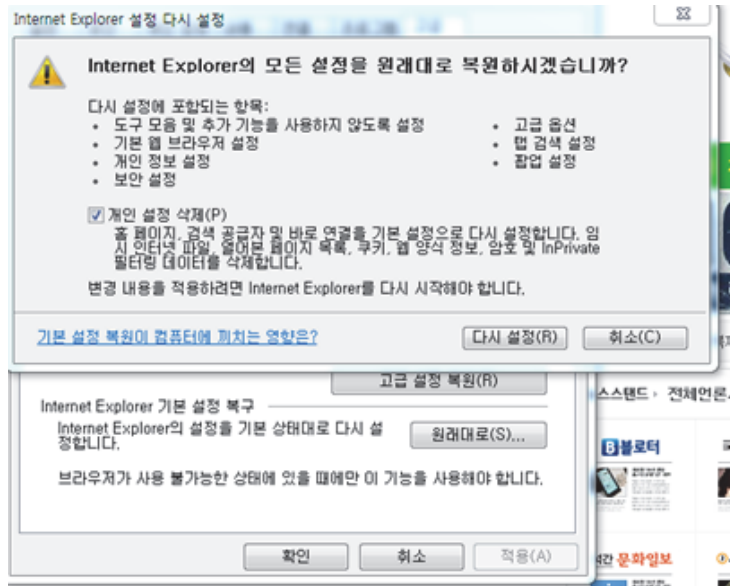 Internet Explorer 설정 다시 설정
Internet Explorer의 모든 설정을 원래대로 복원하시겠습니까?
다시 설정에 포함되는 항목:
• 도구 모음 및 추가 기능을 사용하지 않도록 설정
• 기본 웹 브라우저 설정
• 개인 정보 설정
• 보안 설정
• 고급 옵션
• 탭 검색 설정
• 팝업 설정
개인 설정 삭제(P)
홈 페이지, 검색 공급자 및 바로 연결을 기본 설정으로 다시 설정합니다. 임
시 인터넷 파일, 열어본 페이지 목록, 쿠키, 웹 양식 정보, 암호 및 InPrivate
필터링 데이터를 삭제합니다.
변경 내용을 적용하려면 Internet Explorer를 다시 시작해야 합니다.
기본 설정 복원이 컴퓨터에 끼치는 영향은?
다시 설정(R)
취소(C)
고급 설정 복원(R)
Internet Explorer 기본 설정 복구
Internet Explorer의 설정을 기본 상태대로 다시 설
정합니다.
원래대로(S)...
브라우저가 사용 불가능한 상태에 있을 때에만 이 기능을 사용해야 합니다.
확인
취소
적용(A)
스스탠드 › 전체언론
블로터
문화일보